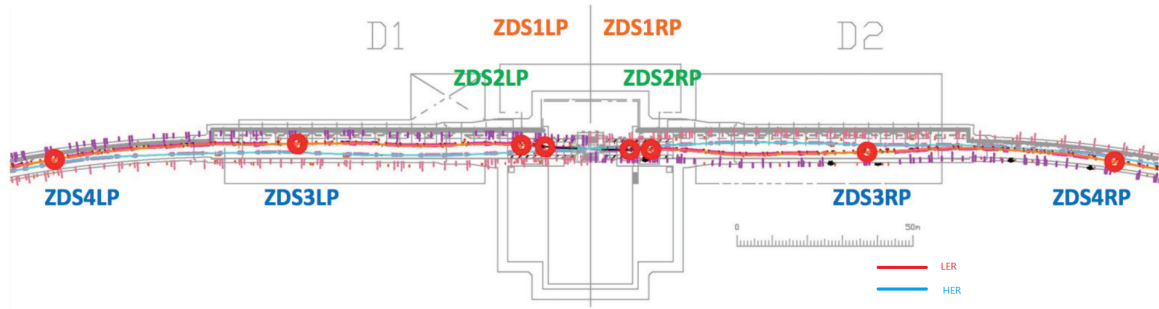 ZDS1LP ZDS1RP
D1 D2
ZDS2LP ZDS2RP
ZDS4LP ZDS3LP ZDS3RP ZDS4RP
0 50m
LER
HER